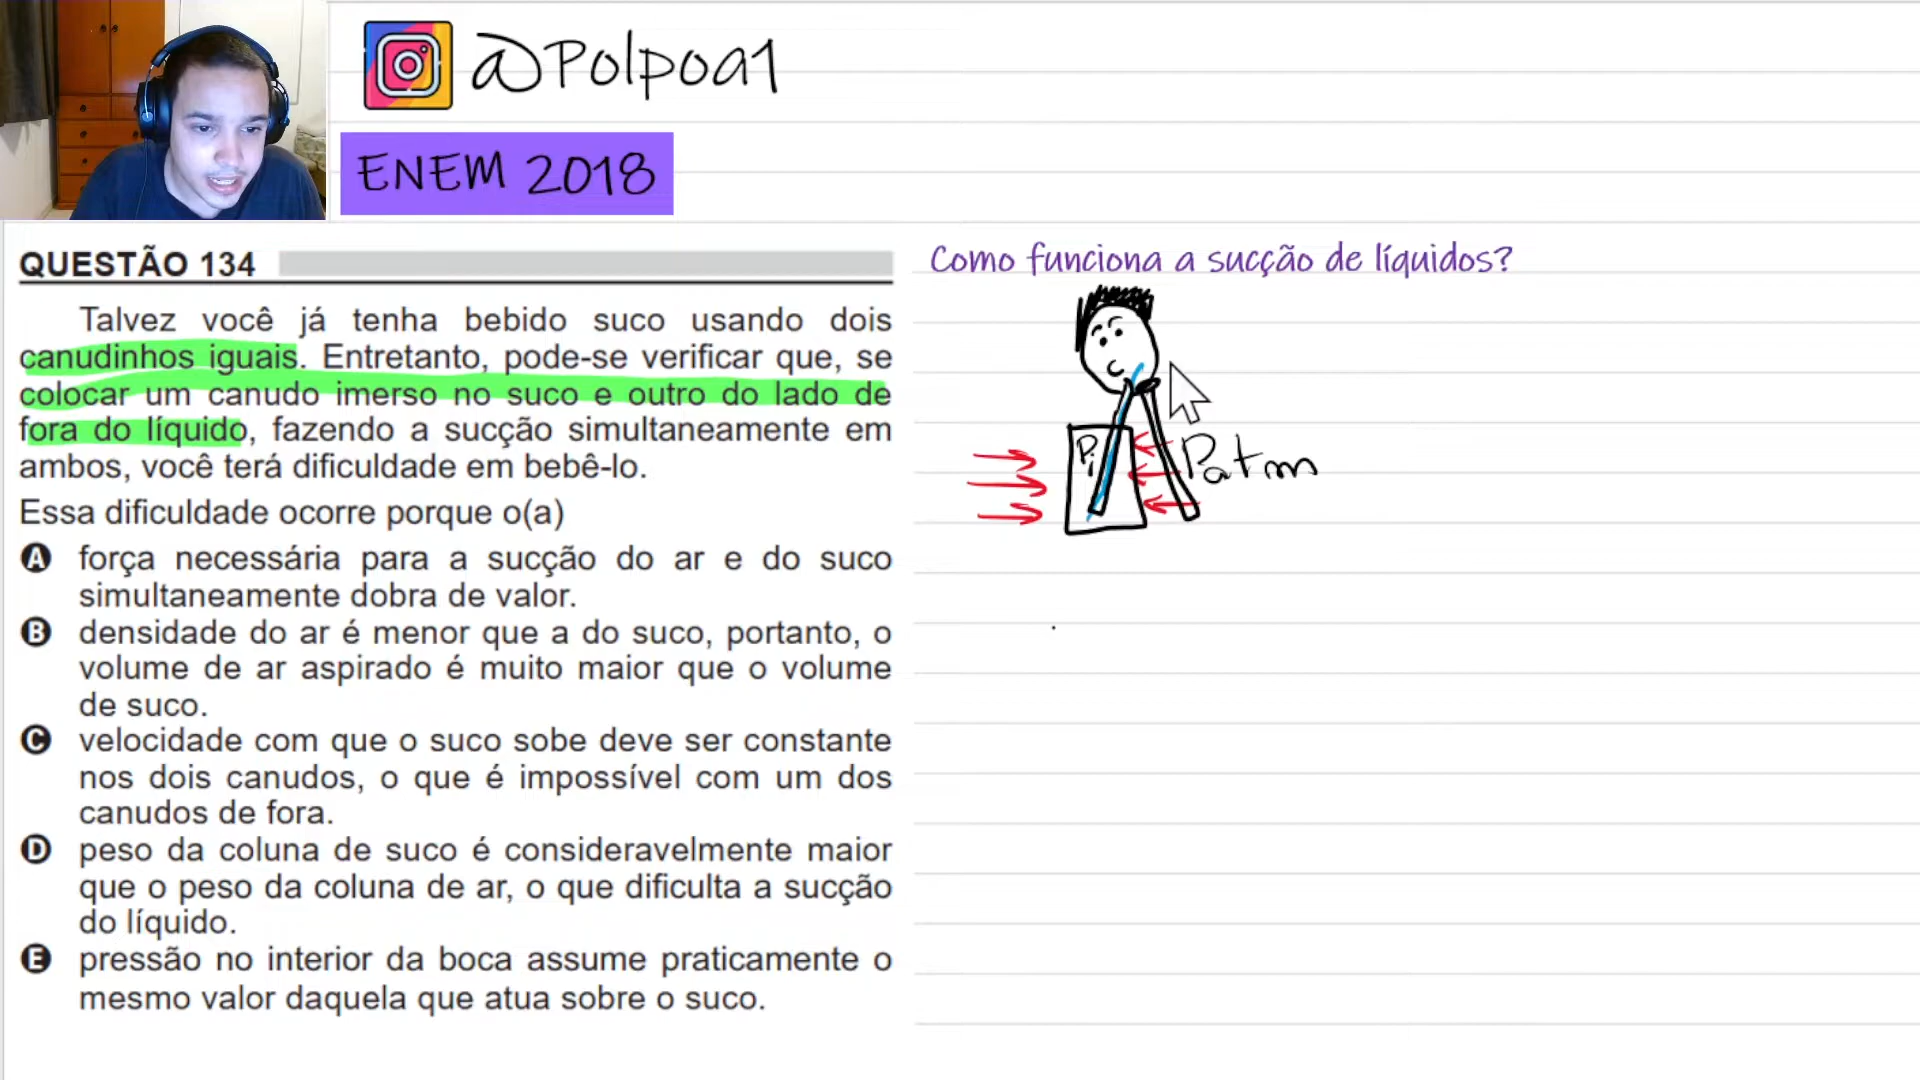 @Polpoa1
ENEM 2018
QUESTÃO 134
Talvez você já tenha bebido suco usando dois
canudinhos iguais. Entretanto, pode-se verificar que, se
colocar um canudo imerso no suco e outro do lado de
fora do líquido, fazendo a sucção simultaneamente em
ambos, você terá dificuldade em bebê-lo.
Essa dificuldade ocorre porque o(a)
A força necessária para a sucção do ar e do suco
simultaneamente dobra de valor.
B densidade do ar é menor que a do suco, portanto, o
volume de ar aspirado é muito maior que o volume
de suco.
C velocidade com que o suco sobe deve ser constante
nos dois canudos, o que é impossível com um dos
canudos de fora.
D peso da coluna de suco é consideravelmente maior
que o peso da coluna de ar, o que dificulta a sucção
do líquido.
E pressão no interior da boca assume praticamente o
mesmo valor daquela que atua sobre o suco.
Como funciona a sucção de líquidos?
Pi
Patm